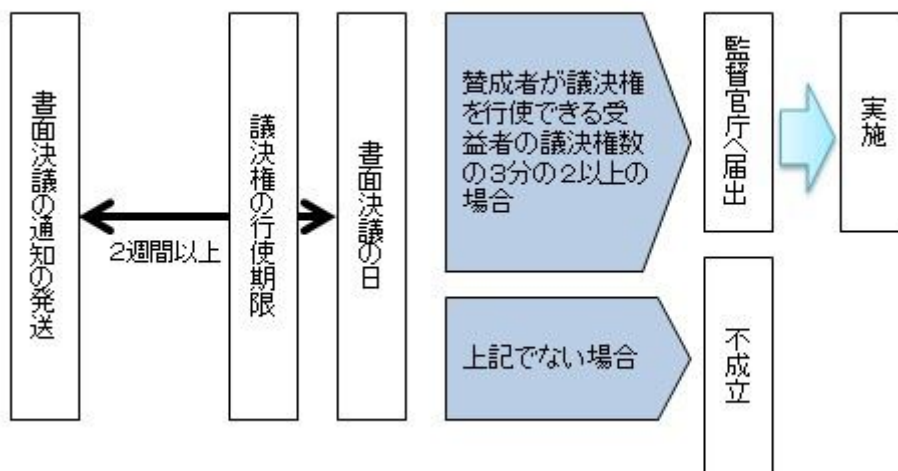 書面決議の通知の発送
2週間以上
議決権の行使期限
書面決議の日
賛成者が議決権
を行使できる受
益者の議決権数
の3分の2以上の
場合
監督官庁へ届出
実施
上記でない場合
不成立